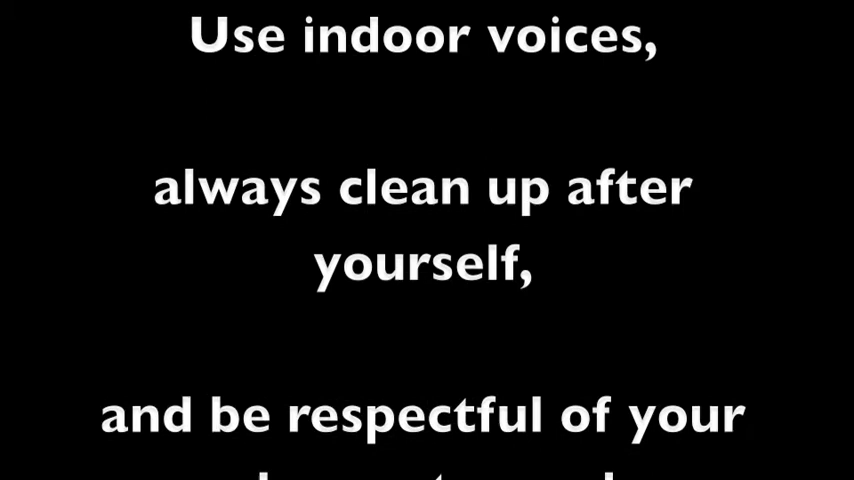 Use indoor voices,
always clean up after
yourself,
and be respectful of your